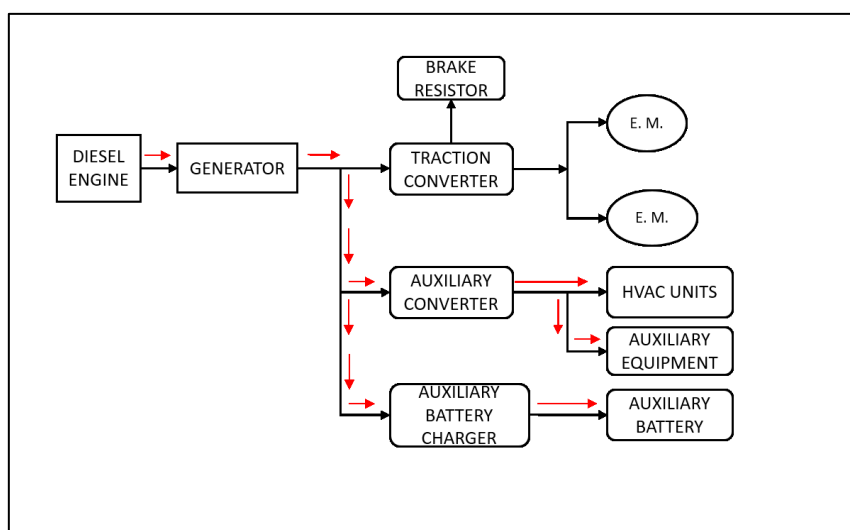 BRAKE
RESISTOR
E. M.
DIESEL
ENGINE
GENERATOR
TRACTION
CONVERTER
E. M.
AUXILIARY
CONVERTER
HVAC UNITS
AUXILIARY
EQUIPMENT
AUXILIARY
BATTERY
CHARGER
AUXILIARY
BATTERY